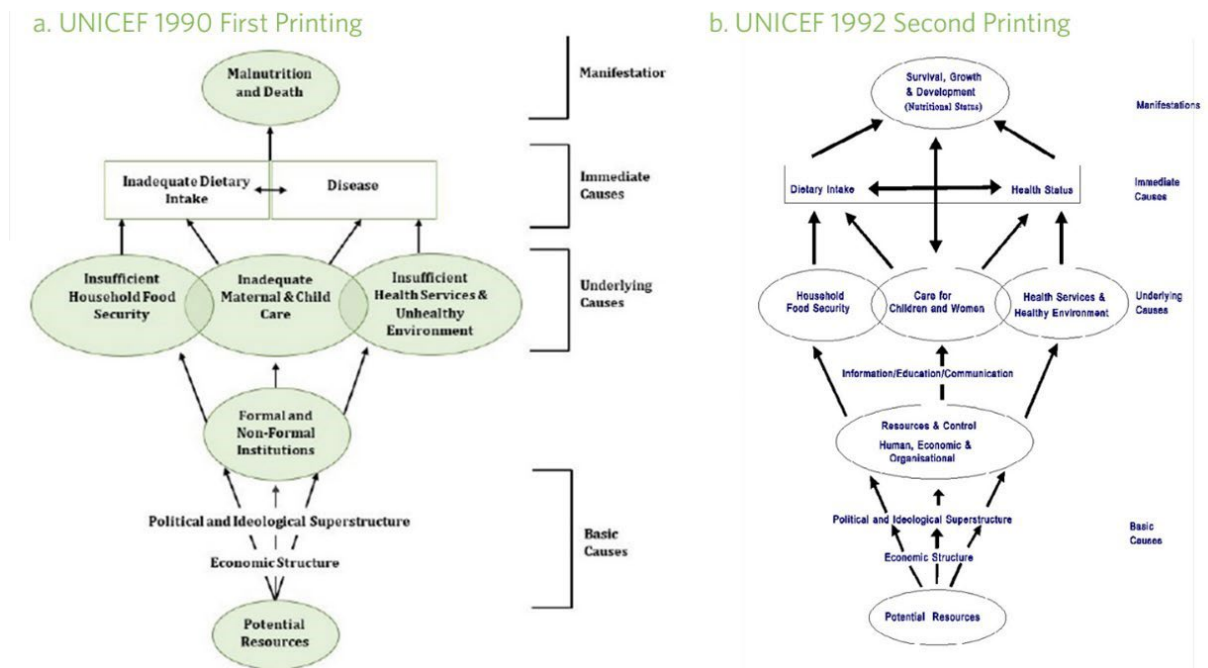 a. UNICEF 1990 First Printing
Malnutrition
and Death
Manifestation
Inadequate Dietary
Intake
Disease
Immediate
Causes
Insufficient
Household Food
Security
Inadequate
Maternal & Child
Care
Insufficient
Health Services &
Unhealthy
Environment
Underlying
Causes
Formal and
Non-Formal
Institutions
Political and Ideological Superstructure
Economic Structure
Basic
Causes
Potential
Resources
b. UNICEF 1992 Second Printing
Survival, Growth
& Development
(Nutritional Status)
Manifestations
Dietary Intake
Health Status
Immediate
Causes
Household
Food Security
Care for
Children and Women
Health Services &
Healthy Environment
Underlying
Causes
Information/Education/Communication
Resources & Control
Human, Economic &
Organisational
Political and Ideological Superstructure
Economic Structure
Basic
Causes
Potential Resources